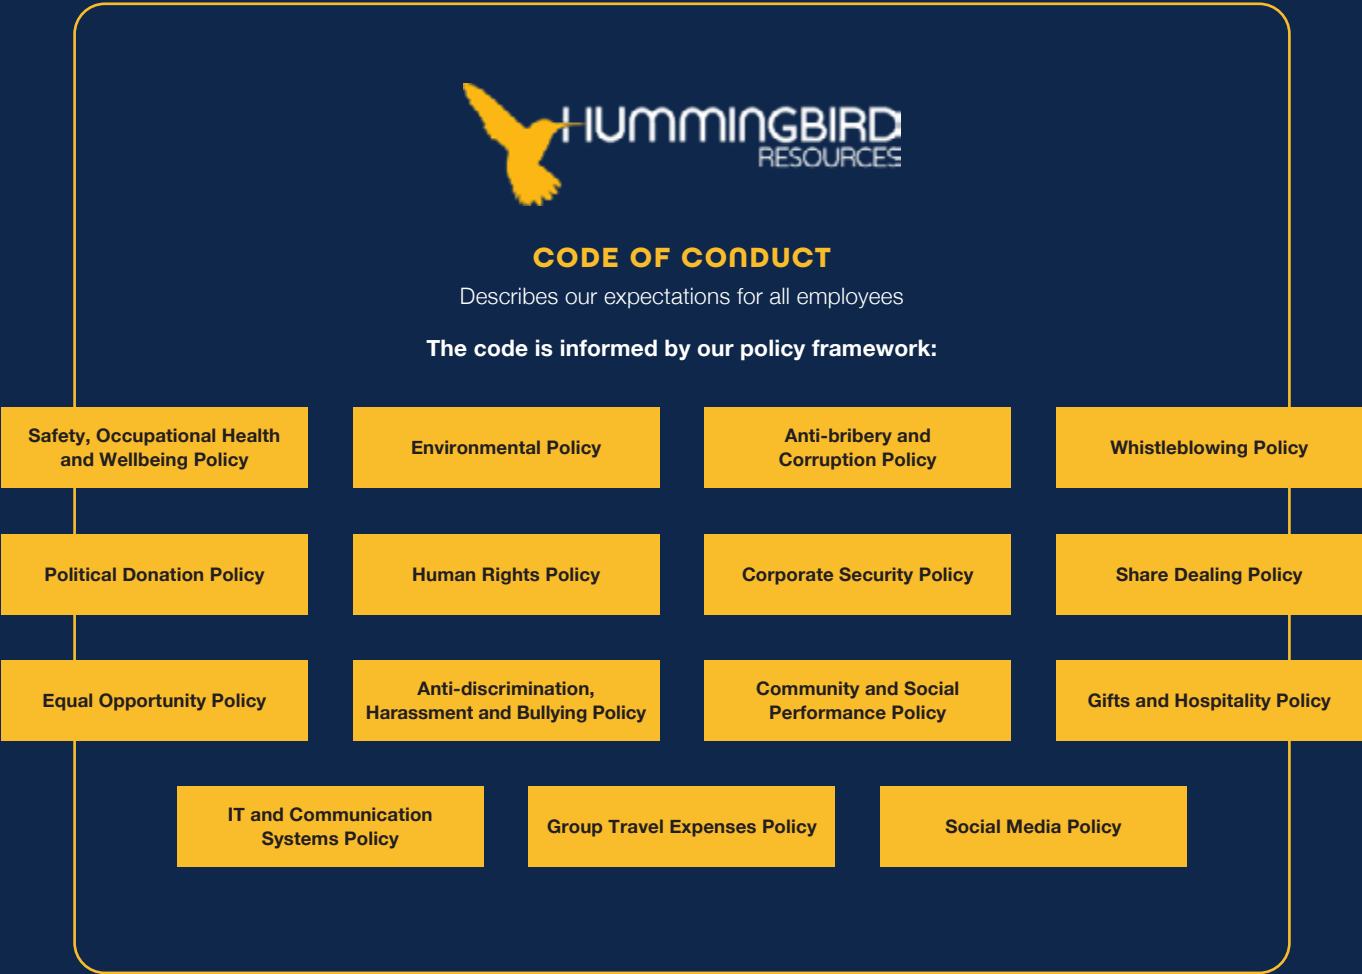 HUMMINGBIRD
RESOURCES
CODE OF CONDUCT
Describes our expectations for all employees
The code is informed by our policy framework:
Safety, Occupational Health
and Wellbeing Policy
Environmental Policy
Anti-bribery and
Corruption Policy
Whistleblowing Policy
Political Donation Policy
Human Rights Policy
Corporate Security Policy
Share Dealing Policy
Equal Opportunity Policy
Anti-discrimination,
Harassment and Bullying Policy
Community and Social
Performance Policy
Gifts and Hospitality Policy
IT and Communication
Systems Policy
Group Travel Expenses Policy
Social Media Policy